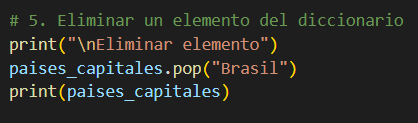 # 5. Eliminar un elemento del diccionario
print("\nEliminar elemento")
paises_capitales.pop("Brasil")
print(paises_capitales)